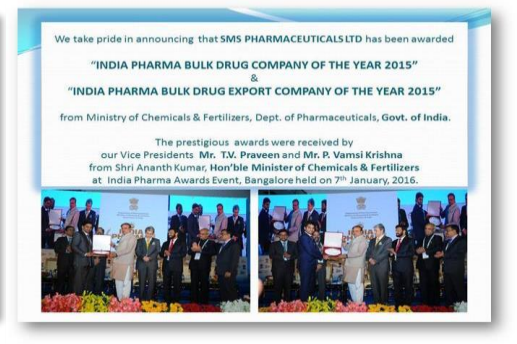 We take pride in announcing that SMS PHARMACEUTICALS LTD has been awarded
"INDIA PHARMA BULK DRUG COMPANY OF THE YEAR 2015"
&
"INDIA PHARMA BULK DRUG EXPORT COMPANY OF THE YEAR 2015"
from Ministry of Chemicals & Fertilizers, Dept. of Pharmaceuticals, Govt. of India.
The prestigious awards were received by
our Vice Presidents Mr. T.V. Praveen and Mr. P. Vamsi Krishna
from Shri Ananth Kumar, Hon'ble Minister of Chemicals & Fertilizers
at India Pharma Awards Event, Bangalore held on 7th January, 2016.